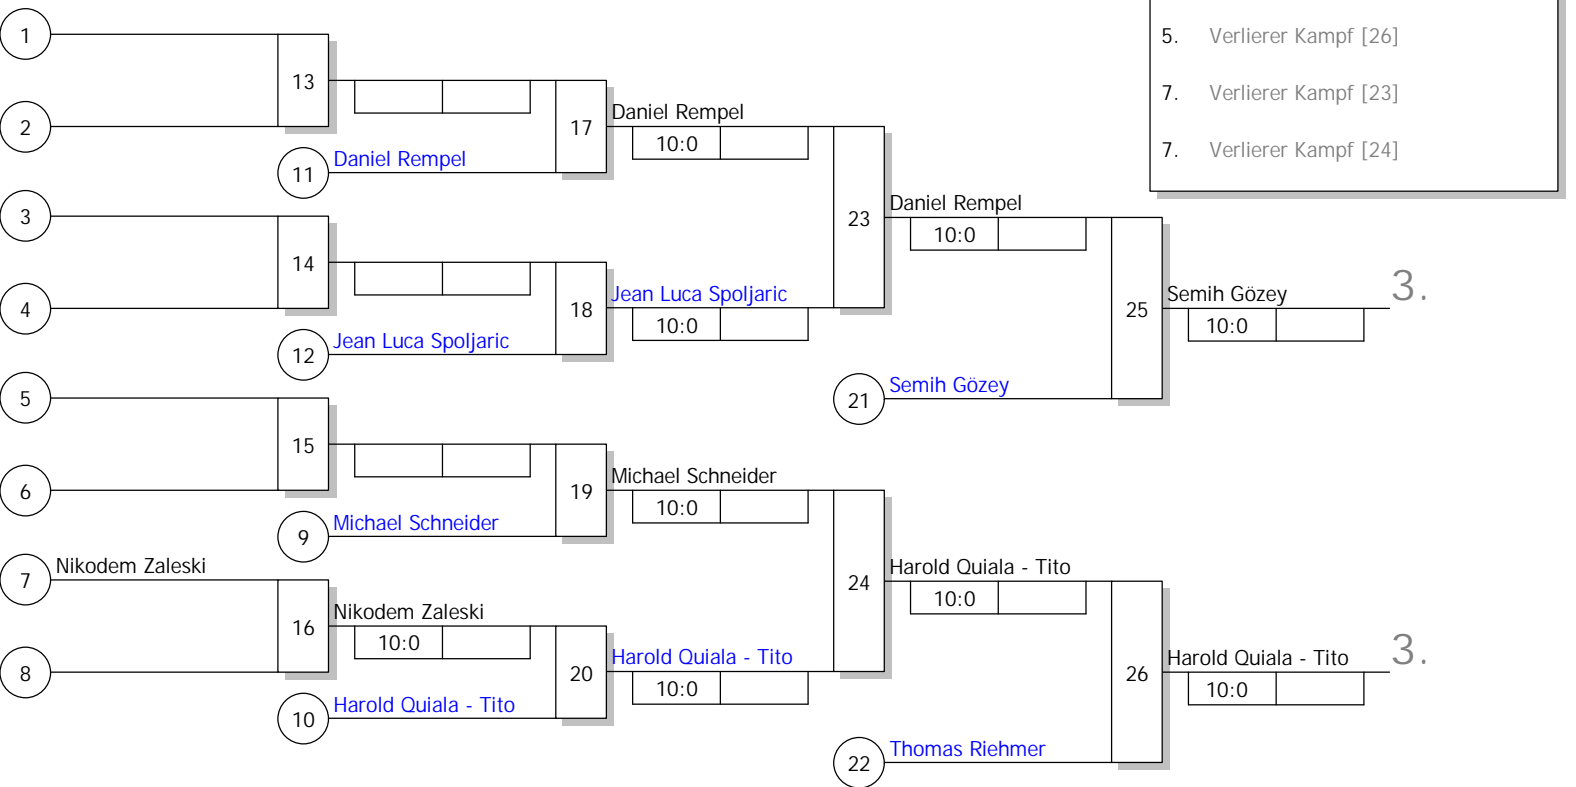 1
5. Verlierer Kampf [26]
13
7. Verlierer Kampf [23]
Daniel Rempel
2
17
10:0
11
Daniel Rempel
7. Verlierer Kampf [24]
3
23
Daniel Rempel
10:0
14
4
18
Jean Luca Spoljaric
10:0
25
Semih Gözey
3.
10:0
12
Jean Luca Spoljaric
5
21
Semih Gözey
15
6
19
Michael Schneider
10:0
9
Michael Schneider
7
Nikodem Zaleski
24
Harold Quiala - Tito
10:0
16
Nikodem Zaleski
10:0
8
20
Harold Quiala - Tito
10:0
26
Harold Quiala - Tito
3.
10:0
10
Harold Quiala - Tito
22
Thomas Riehmer